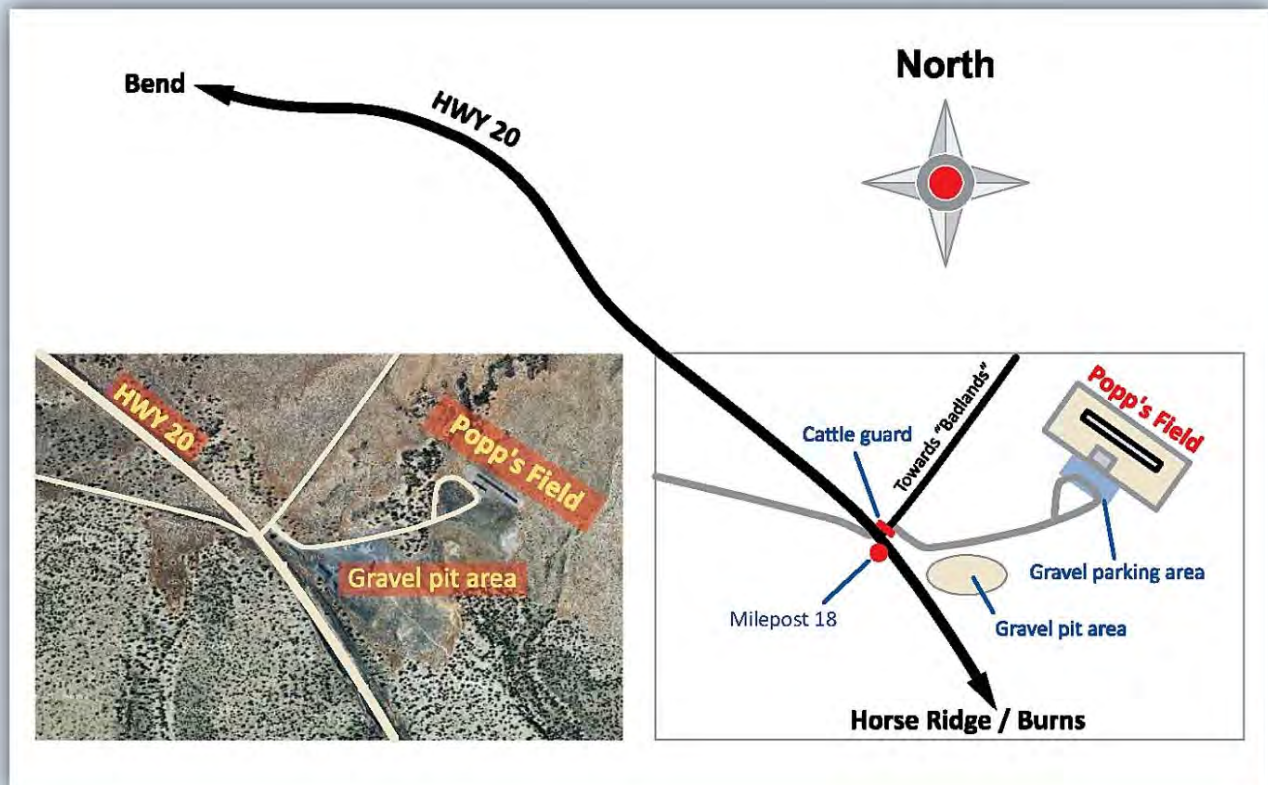 North
Bend
HWY 20
HWY 20
Popp's Field
Gravel pit area
Popp's Field
Cattle guard
Towards "Badlands"
Gravel parking area
Milepost 18
Gravel pit area
Horse Ridge / Burns